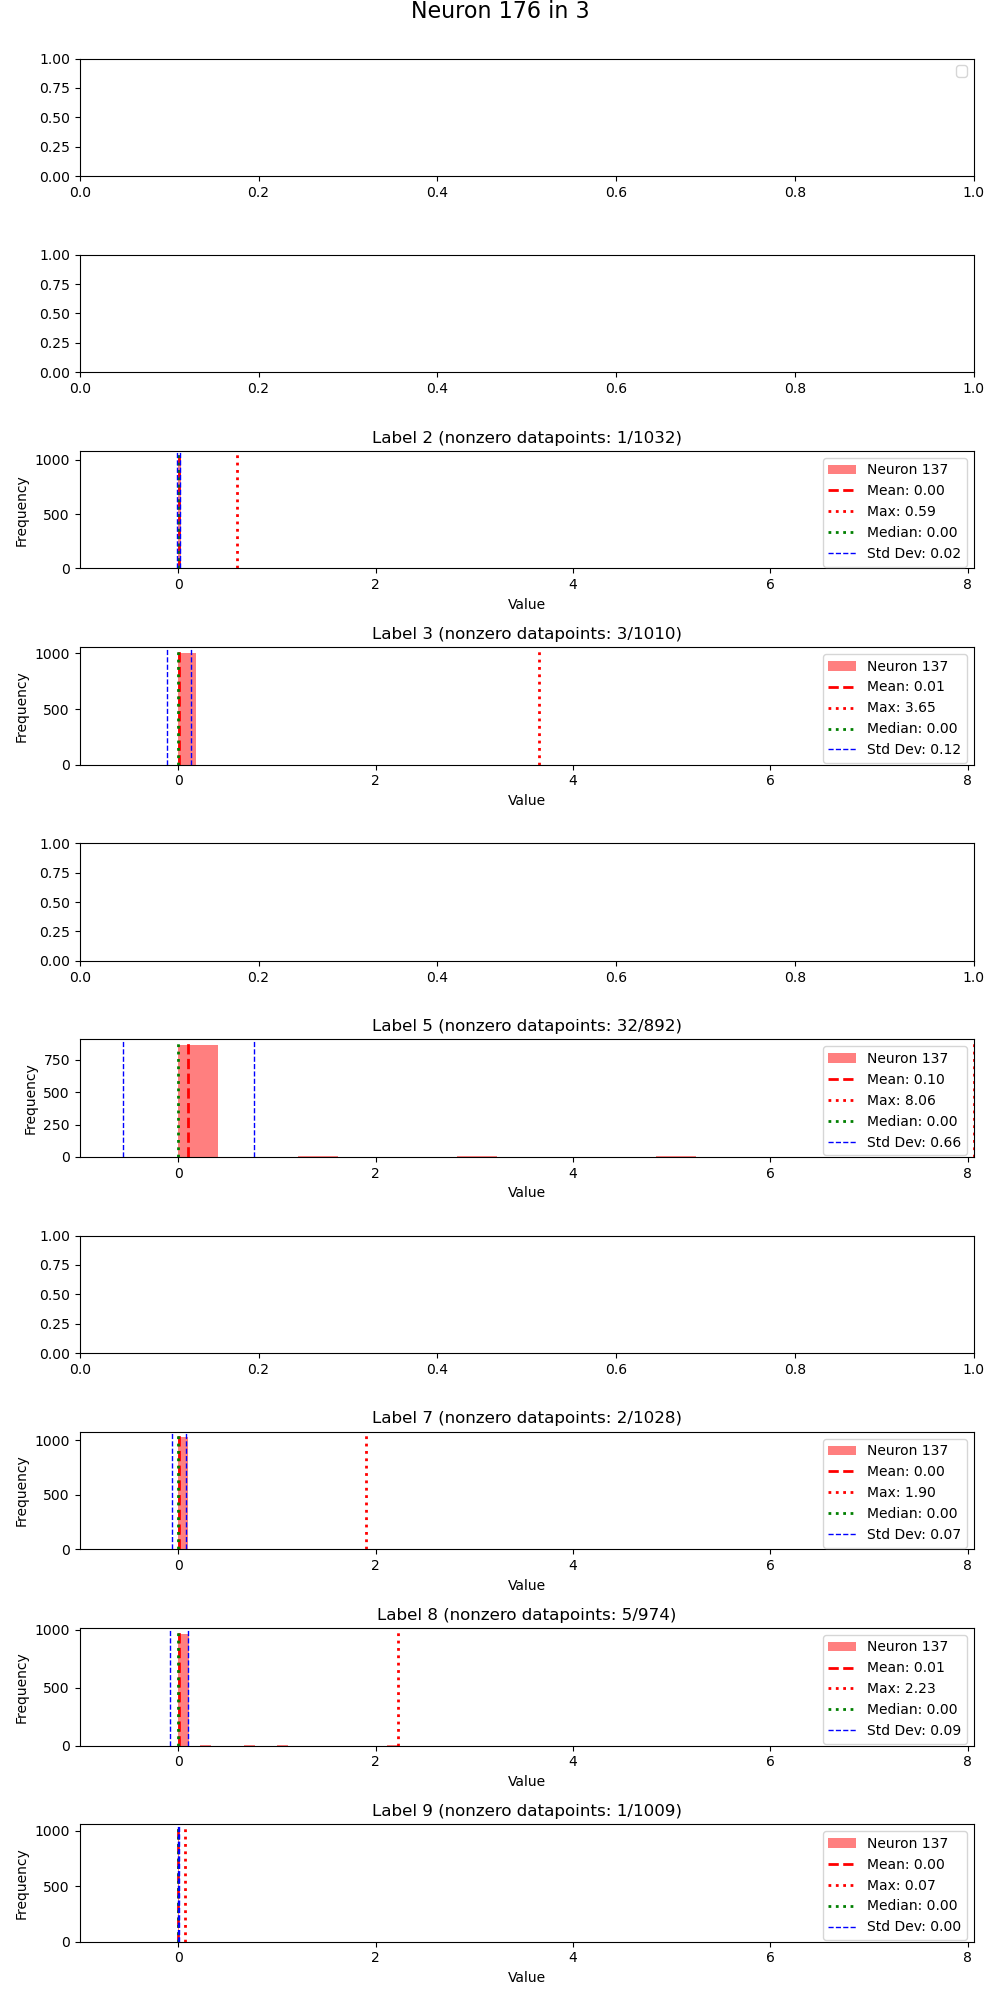 Neuron 176 in 3
1.00
0.75
0.50
0.25
0.00
0.0 0.2 0.4 0.6 0.8 1.0
1.00
0.75
0.50
0.25
0.00
0.0 0.2 0.4 0.6 0.8 1.0
Label 2 (nonzero datapoints: 1/1032)
Frequency
1000
500
0
Neuron 137
Mean: 0.00
Max: 0.59
Median: 0.00
Std Dev: 0.02
0 2 4 6 8
Value
Label 3 (nonzero datapoints: 3/1010)
Frequency
1000
500
0
Neuron 137
Mean: 0.01
Max: 3.65
Median: 0.00
Std Dev: 0.12
0 2 4 6 8
Value
1.00
0.75
0.50
0.25
0.00
0.0 0.2 0.4 0.6 0.8 1.0
Label 5 (nonzero datapoints: 32/892)
Frequency
750
500
250
0
Neuron 137
Mean: 0.10
Max: 8.06
Median: 0.00
Std Dev: 0.66
0 2 4 6 8
Value
1.00
0.75
0.50
0.25
0.00
0.0 0.2 0.4 0.6 0.8 1.0
Label 7 (nonzero datapoints: 2/1028)
Frequency
1000
500
0
Neuron 137
Mean: 0.00
Max: 1.90
Median: 0.00
Std Dev: 0.07
0 2 4 6 8
Value
Label 8 (nonzero datapoints: 5/974)
Frequency
1000
500
0
Neuron 137
Mean: 0.01
Max: 2.23
Median: 0.00
Std Dev: 0.09
0 2 4 6 8
Value
Label 9 (nonzero datapoints: 1/1009)
Frequency
1000
500
0
Neuron 137
Mean: 0.00
Max: 0.07
Median: 0.00
Std Dev: 0.00
0 2 4 6 8
Value